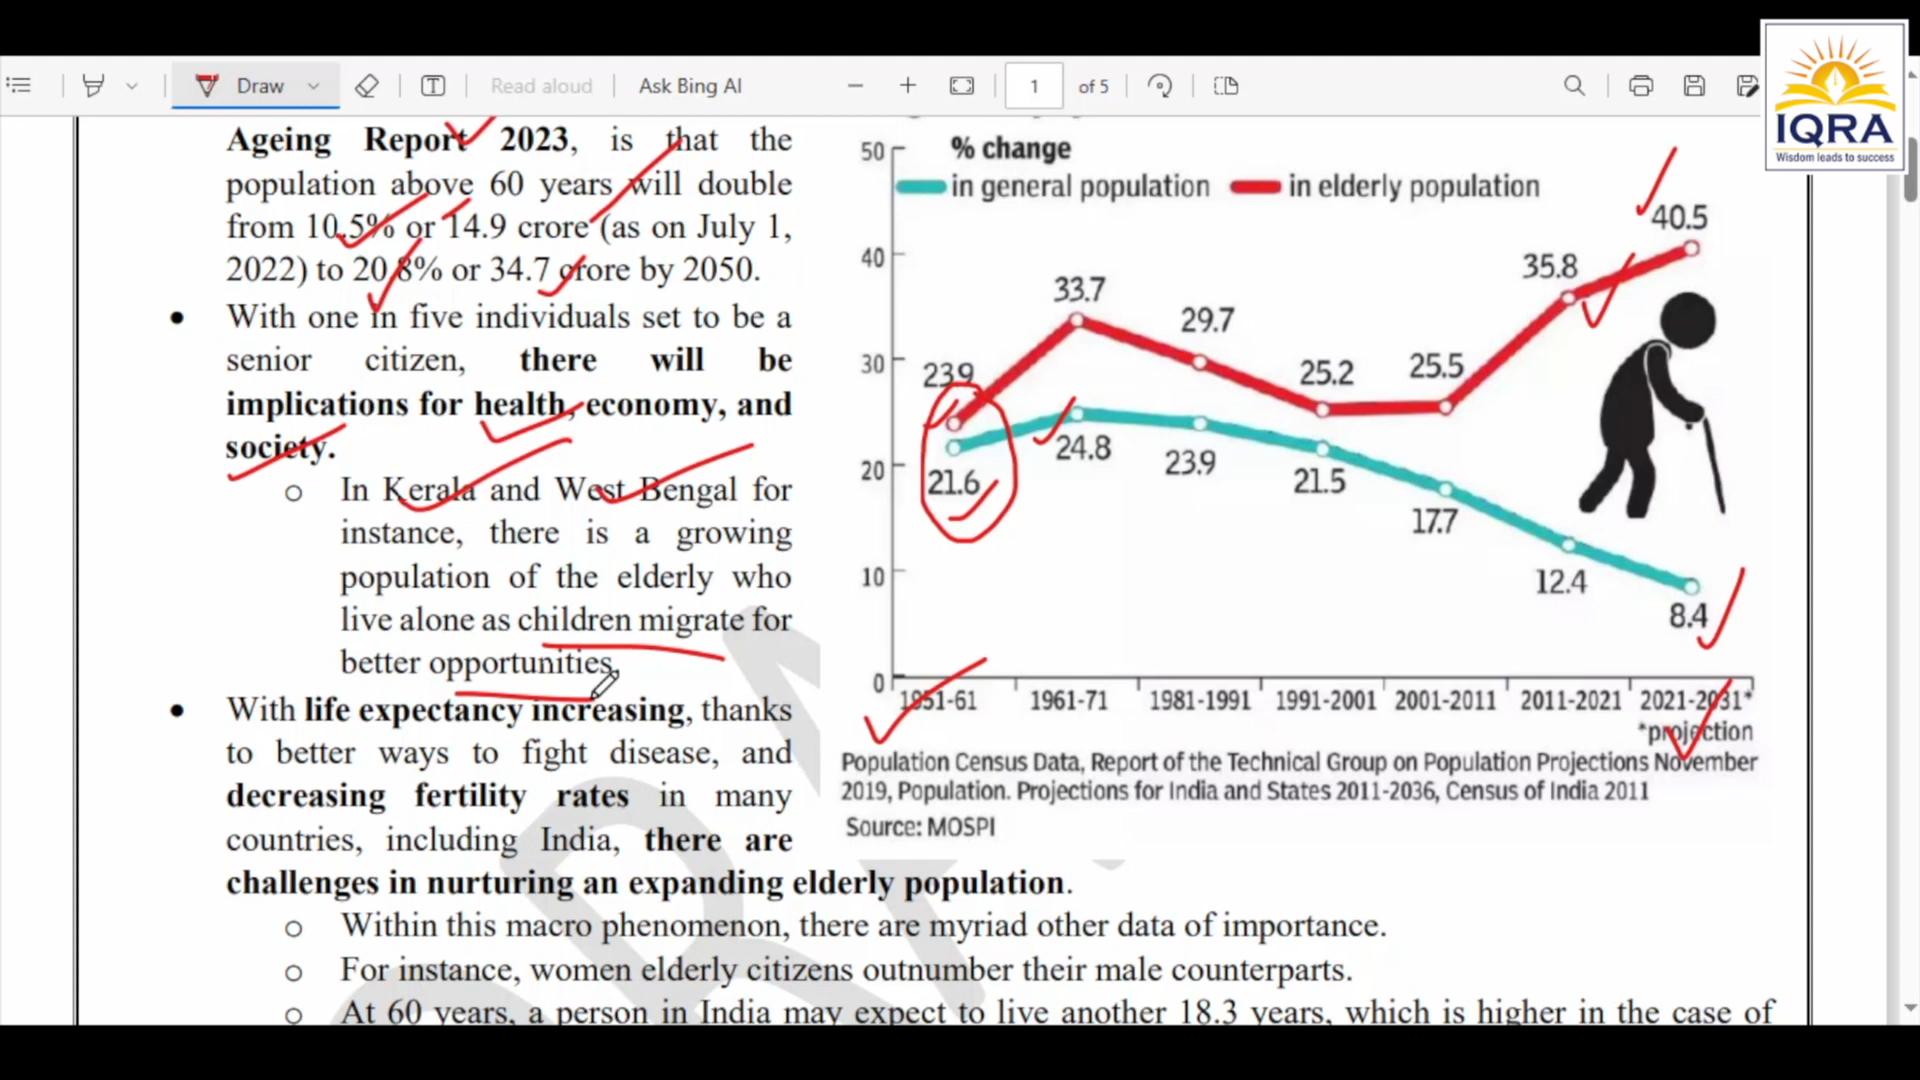 Draw
Read aloud
Ask Bing AI
1
of 5
IQRA
Wisdom leads to success
Ageing Report 2023, is that the
population above 60 years will double
from 10.5% or 14.9 crore (as on July 1,
2022) to 20.8% or 34.7 crore by 2050.
• With one in five individuals set to be a
senior citizen, there will be
implications for health, economy, and
society.
o In Kerala and West Bengal for
instance, there is a growing
population of the elderly who
live alone as children migrate for
better opportunities.
• With life expectancy increasing, thanks
to better ways to fight disease, and
decreasing fertility rates in many
countries, including India, there are
challenges in nurturing an expanding elderly population.
o Within this macro phenomenon, there are myriad other data of importance.
o For instance, women elderly citizens outnumber their male counterparts.
o At 60 years, a person in India may expect to live another 18.3 years, which is higher in the case of
% change
in general population in elderly population
50
40
30
20
10
0
23.9
33.7
29.7
25.2
25.5
35.8
40.5
21.6
24.8
23.9
21.5
17.7
12.4
8.4
1951-61 1961-71 1981-1991 1991-2001 2001-2011 2011-2021 2021-2031*
*projection
Population Census Data, Report of the Technical Group on Population Projections November
2019, Population. Projections for India and States 2011-2036, Census of India 2011
Source: MOSPI